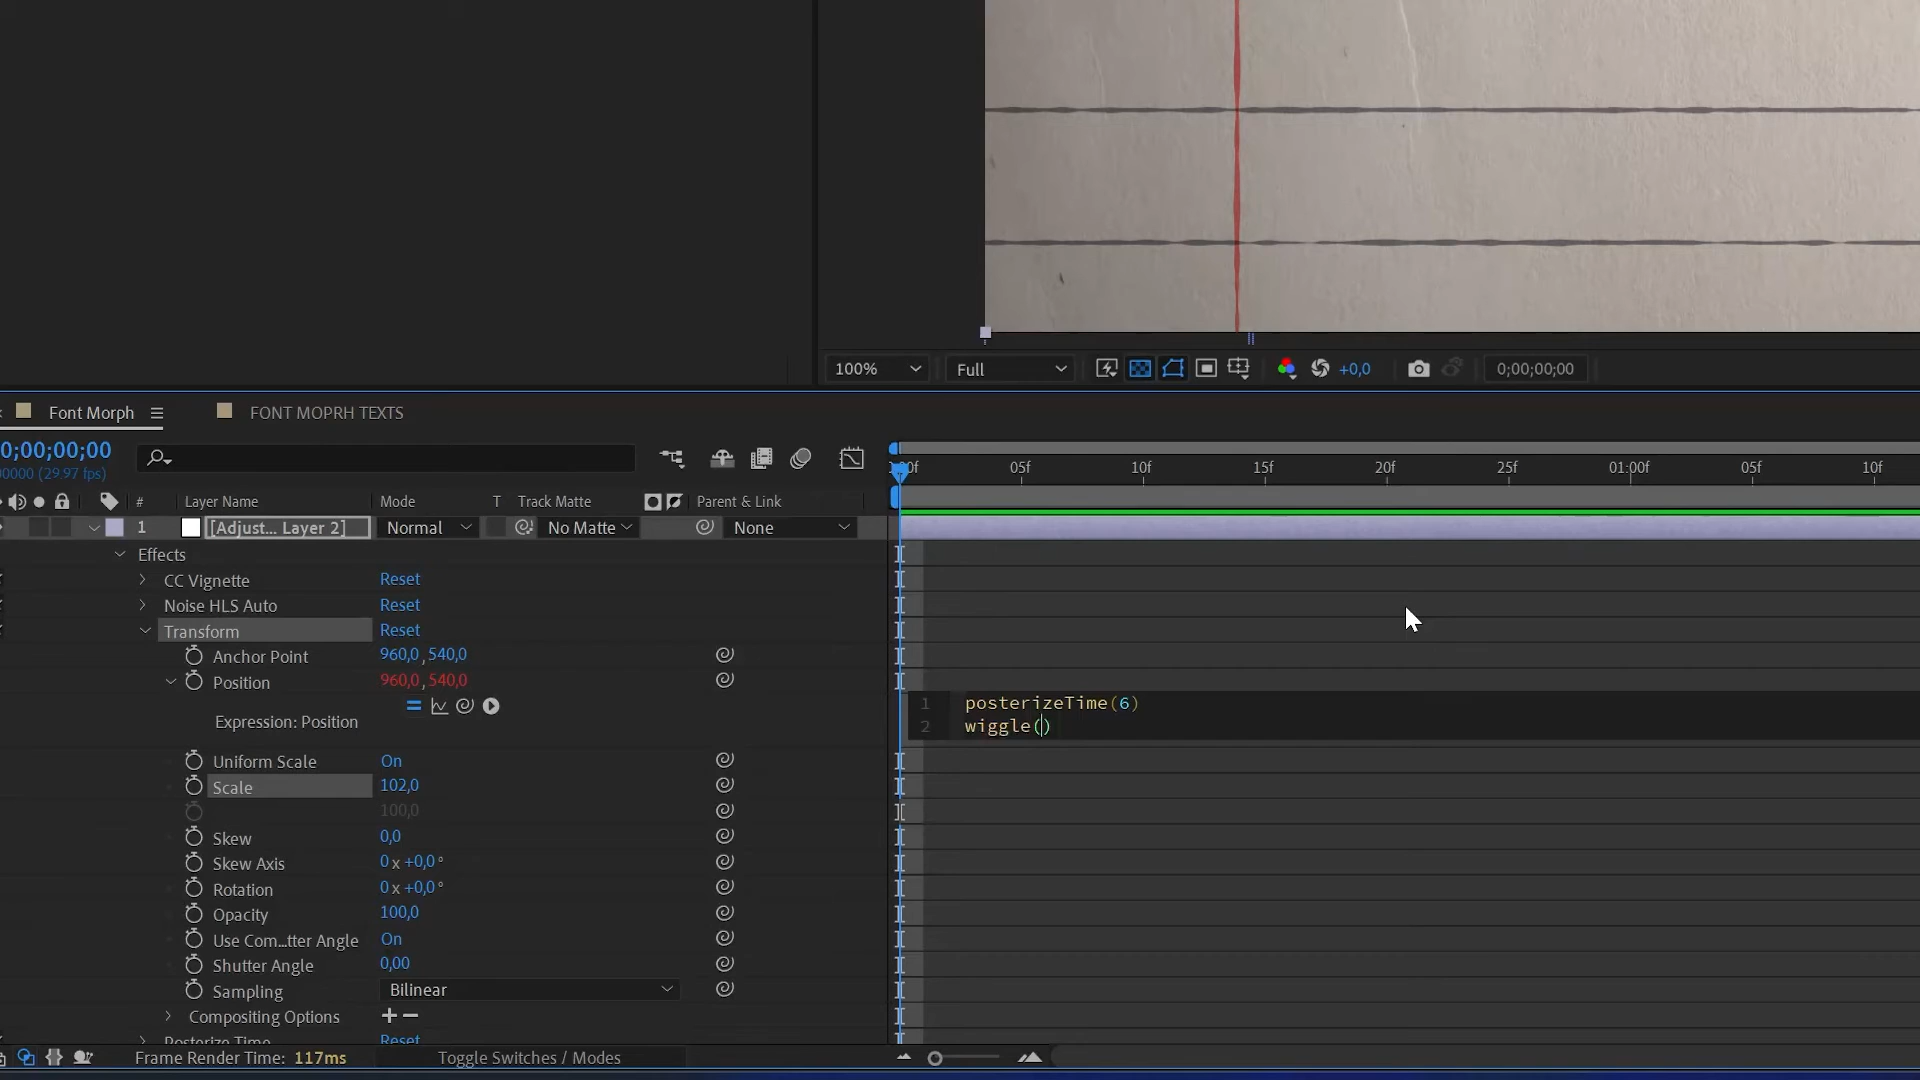 100%
Full
+0,0
0;00;00;00
Font Morph
FONT MOPRH TEXTS
0;00;00;00
00000 (29.97 fps)
05f
10f
15f
20f
25f
01:00f
05f
10f
#
Layer Name
Mode
T
Track Matte
Parent & Link
1
[Adjust... Layer 2]
Normal
No Matte
None
Effects
CC Vignette
Reset
Noise HLS Auto
Reset
Transform
Reset
Anchor Point
960,0,540,0
Position
960,0,540,0
Expression: Position
1 posterizeTime(6)
2 wiggle()
Uniform Scale
On
Scale
102,0
100,0
Skew
0,0
Skew Axis
0 x +0,0°
Rotation
0 x +0,0°
Opacity
100,0
Use Com...tter Angle
On
Shutter Angle
0,00
Sampling
Bilinear
Compositing Options
+ −
Posterize Time
Reset
Frame Render Time: 117ms
Toggle Switches / Modes